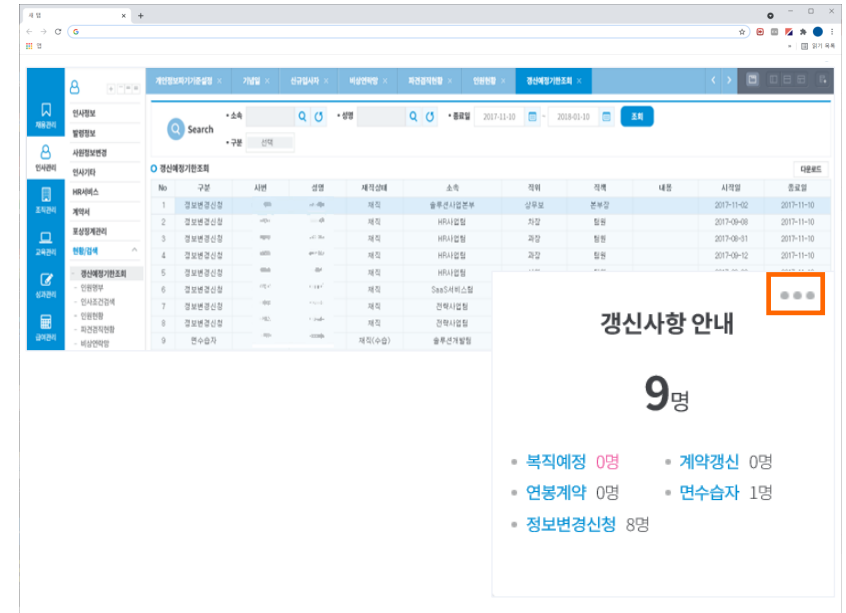 새 탭
앱
읽기 목록
개인정보파기기준설정 기념일 신규입사자 비상연락망 파견겸직현황 인원현황 갱신예정기한조회
채용관리
인사관리
조직관리
교육관리
성과관리
급여관리
인사정보
발령정보
사원정보변경
인사기타
HR서비스
계약서
포상징계관리
현황/검색
갱신예정기한조회
인원명부
인사조건검색
인원현황
파견겸직현황
비상연락망
Search
소속 성명 종료일 2017-11-10 - 2018-01-10 조회
구분 선택
갱신예정기한조회 다운로드
No 구분 사번 성명 재직상태 소속 직위 직책 내용 시작일 종료일
1 정보변경신청 재직 솔루션사업본부 상무보 본부장 2017-11-02 2017-11-10
2 정보변경신청 재직 HR사업팀 차장 팀원 2017-09-08 2017-11-10
3 정보변경신청 재직 HR사업팀 과장 팀원 2017-08-31 2017-11-10
4 정보변경신청 재직 HR사업팀 과장 팀원 2017-09-12 2017-11-10
5 정보변경신청 재직 HR사업팀
6 정보변경신청 재직 SaaS서비스팀
7 정보변경신청 재직 전략사업팀
8 정보변경신청 재직 전략사업팀
9 면수습자 재직(수습) 솔루션개발팀
갱신사항 안내
9명
복직예정 0명 계약갱신 0명
연봉계약 0명 면수습자 1명
정보변경신청 8명